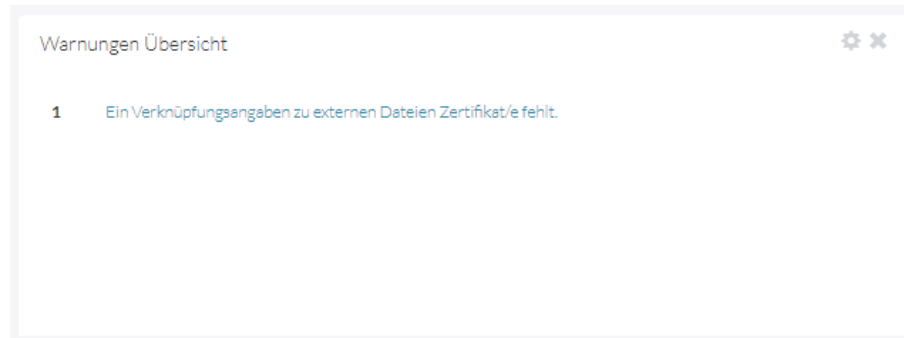 Warnungen Übersicht
1 Ein Verknüpfungsangaben zu externen Dateien Zertifikat/e fehlt.